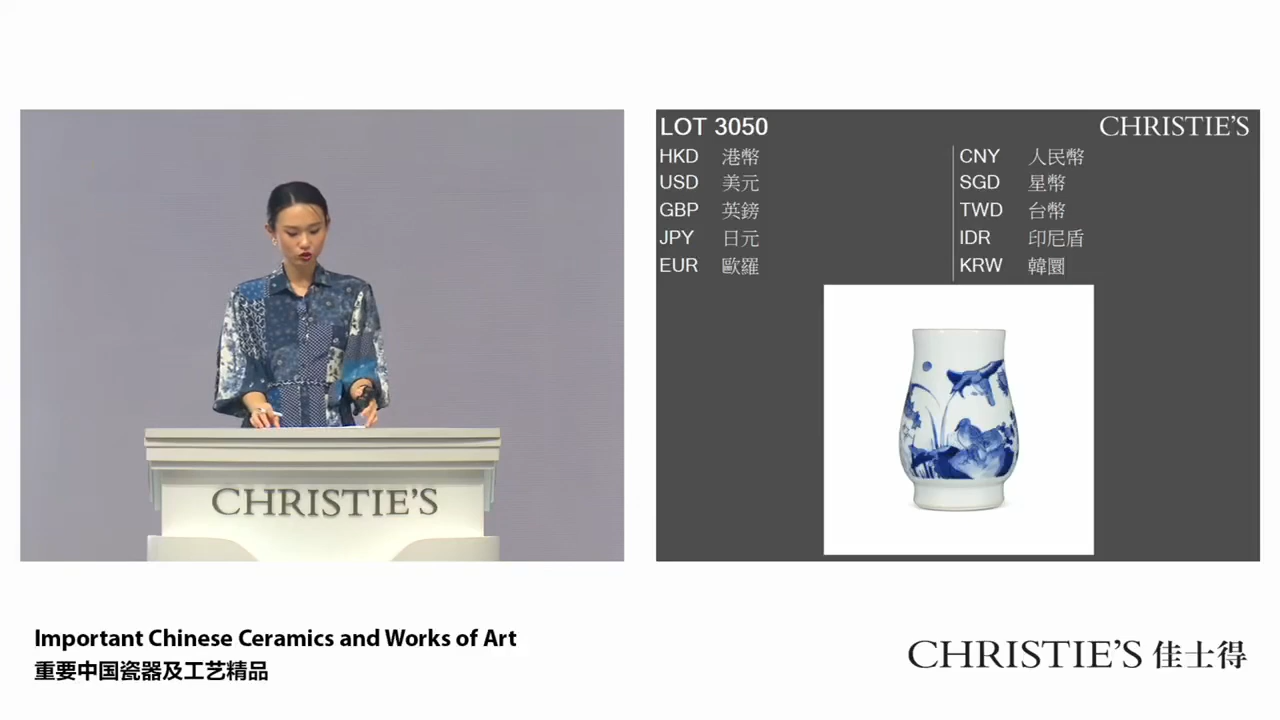 CHRISTIE'S
LOT 3050
CHRISTIE'S
HKD 港幣
USD 美元
GBP 英鎊
JPY 日元
EUR 歐羅
CNY 人民幣
SGD 星幣
TWD 台幣
IDR 印尼盾
KRW 韓圜
Important Chinese Ceramics and Works of Art
重要中国瓷器及工艺精品
CHRISTIE'S 佳士得